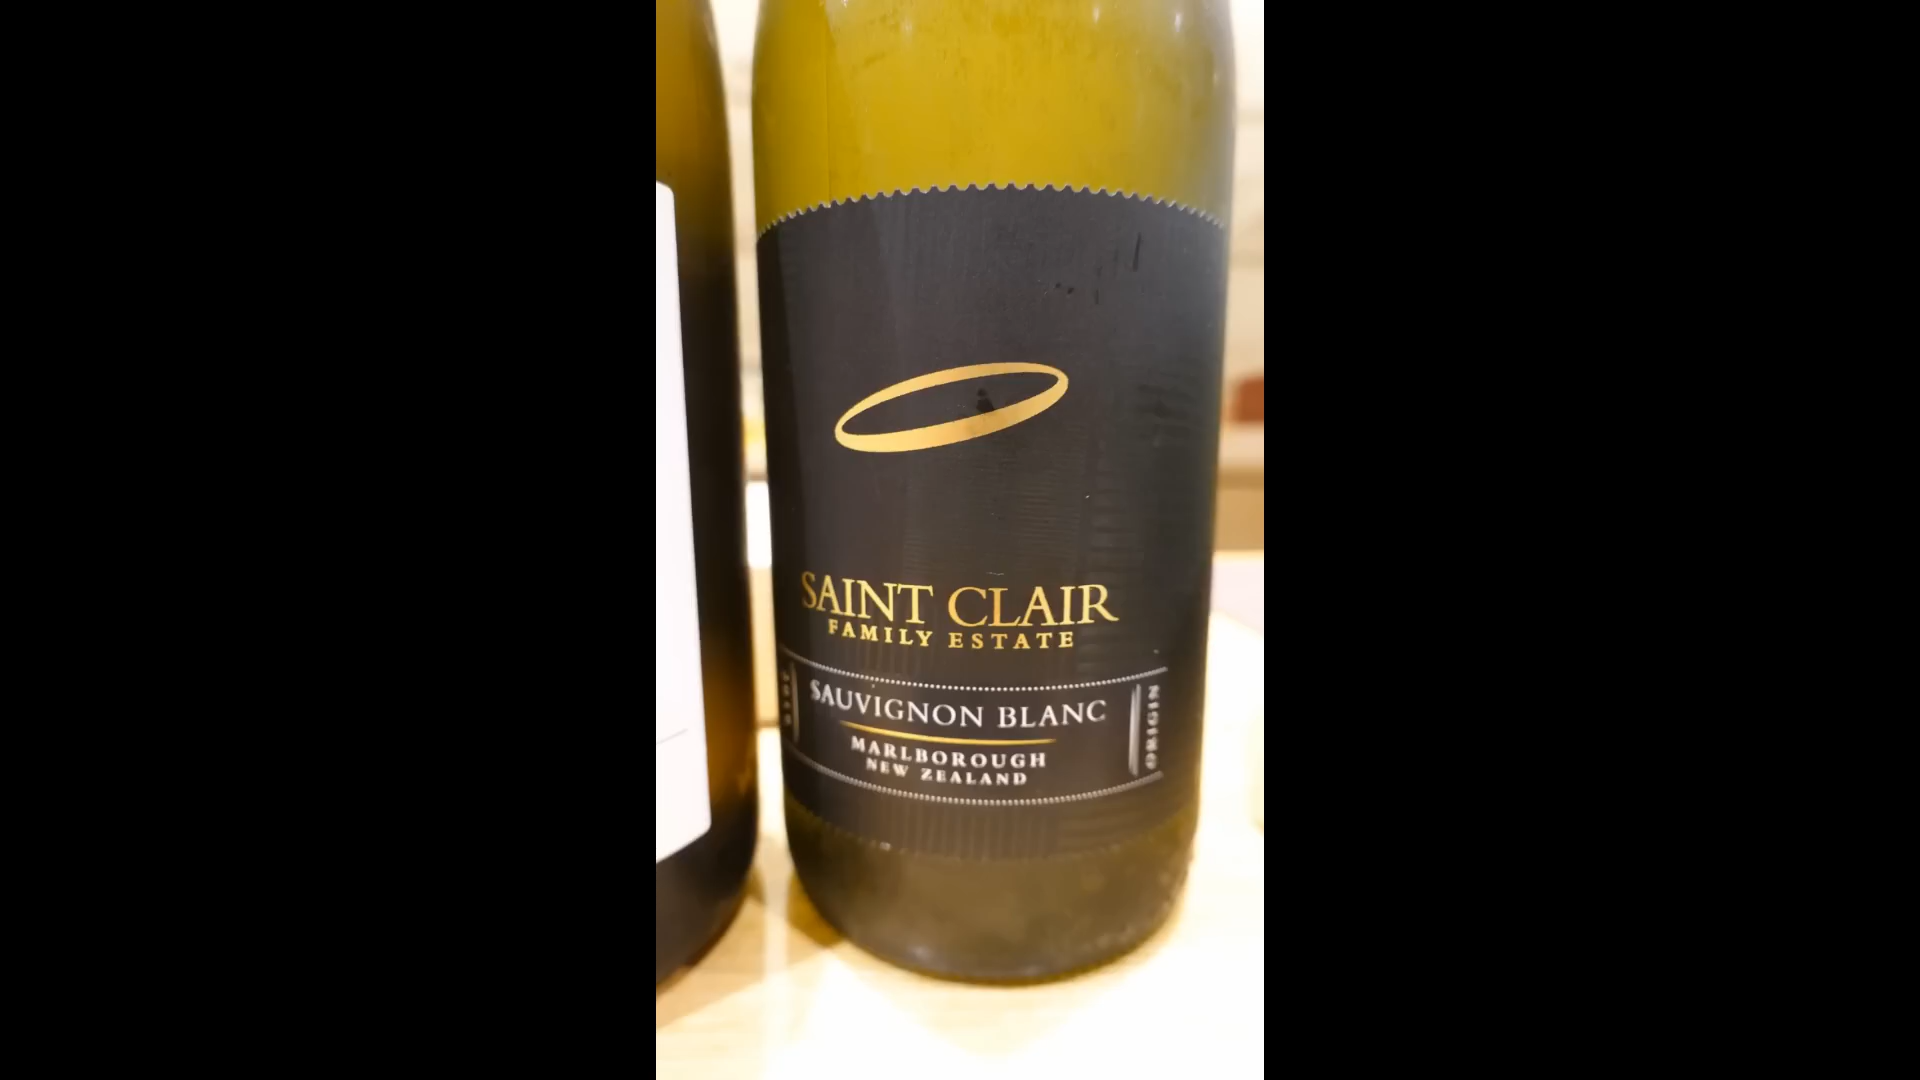 SAINT CLAIR
FAMILY ESTATE
SAUVIGNON BLANC
MARLBOROUGH
NEW ZEALAND
ORIGIN